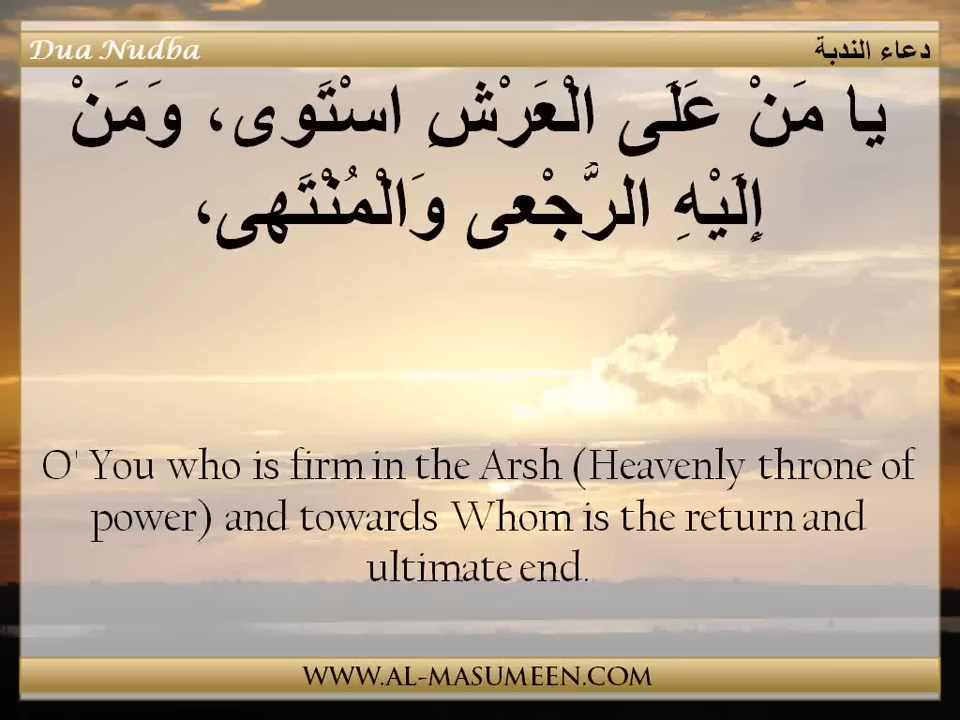 Dua Nudba
دعاء الندبة
يا مَنْ عَلَى الْعَرْشِ اسْتَوى، وَمَنْ
إِلَيْهِ الرُّجْعى وَالْمُنْتَهى،
O' You who is firm in the Arsh (Heavenly throne of
power) and towards Whom is the return and
ultimate end.
WWW.AL-MASUMEEN.COM